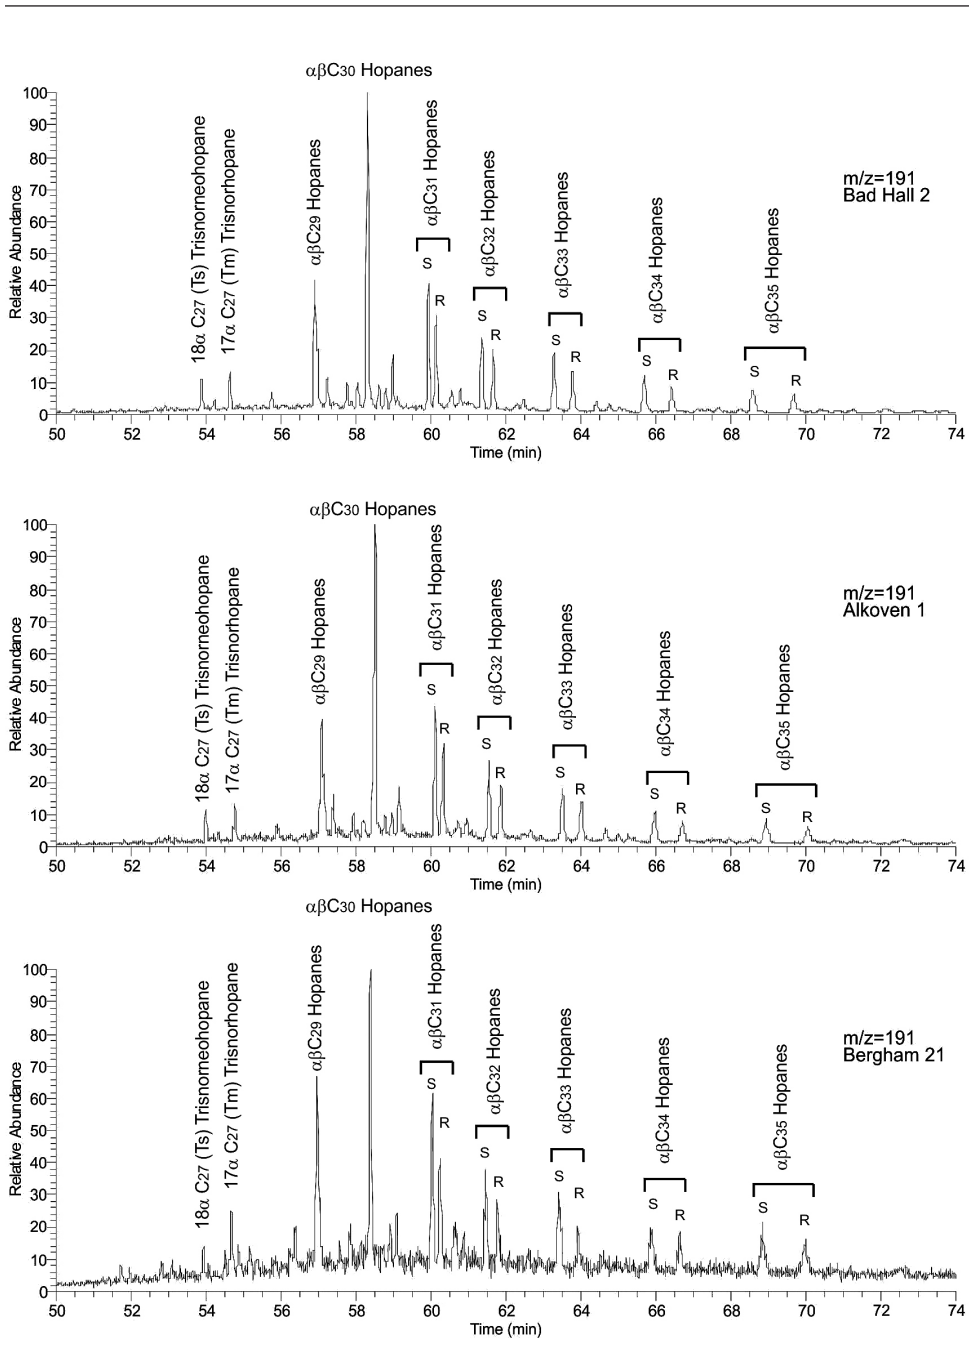 αβC30 Hopanes
18α C27 (Ts) Trisnorneohopane
17α C27 (Tm) Trisnorhopane
αβC29 Hopanes
αβC31 Hopanes
αβC32 Hopanes
αβC33 Hopanes
αβC34 Hopanes
αβC35 Hopanes
m/z=191
Bad Hall 2
S
R
S
R
S
R
S
R
S
R
Relative Abundance
100
90
80
70
60
50
40
30
20
10
0
50 52 54 56 58 60 62 64 66 68 70 72 74
Time (min)
αβC30 Hopanes
18α C27 (Ts) Trisnorneohopane
17α C27 (Tm) Trisnorhopane
αβC29 Hopanes
αβC31 Hopanes
αβC32 Hopanes
αβC33 Hopanes
αβC34 Hopanes
αβC35 Hopanes
m/z=191
Alkoven 1
S
R
S
R
S
R
S
R
S
R
Relative Abundance
100
90
80
70
60
50
40
30
20
10
0
50 52 54 56 58 60 62 64 66 68 70 72 74
Time (min)
αβC30 Hopanes
18α C27 (Ts) Trisnorneohopane
17α C27 (Tm) Trisnorhopane
αβC29 Hopanes
αβC31 Hopanes
αβC32 Hopanes
αβC33 Hopanes
αβC34 Hopanes
αβC35 Hopanes
m/z=191
Bergham 21
S
R
S
R
S
R
S
R
S
R
Relative Abundance
100
90
80
70
60
50
40
30
20
10
0
50 52 54 56 58 60 62 64 66 68 70 72 74
Time (min)